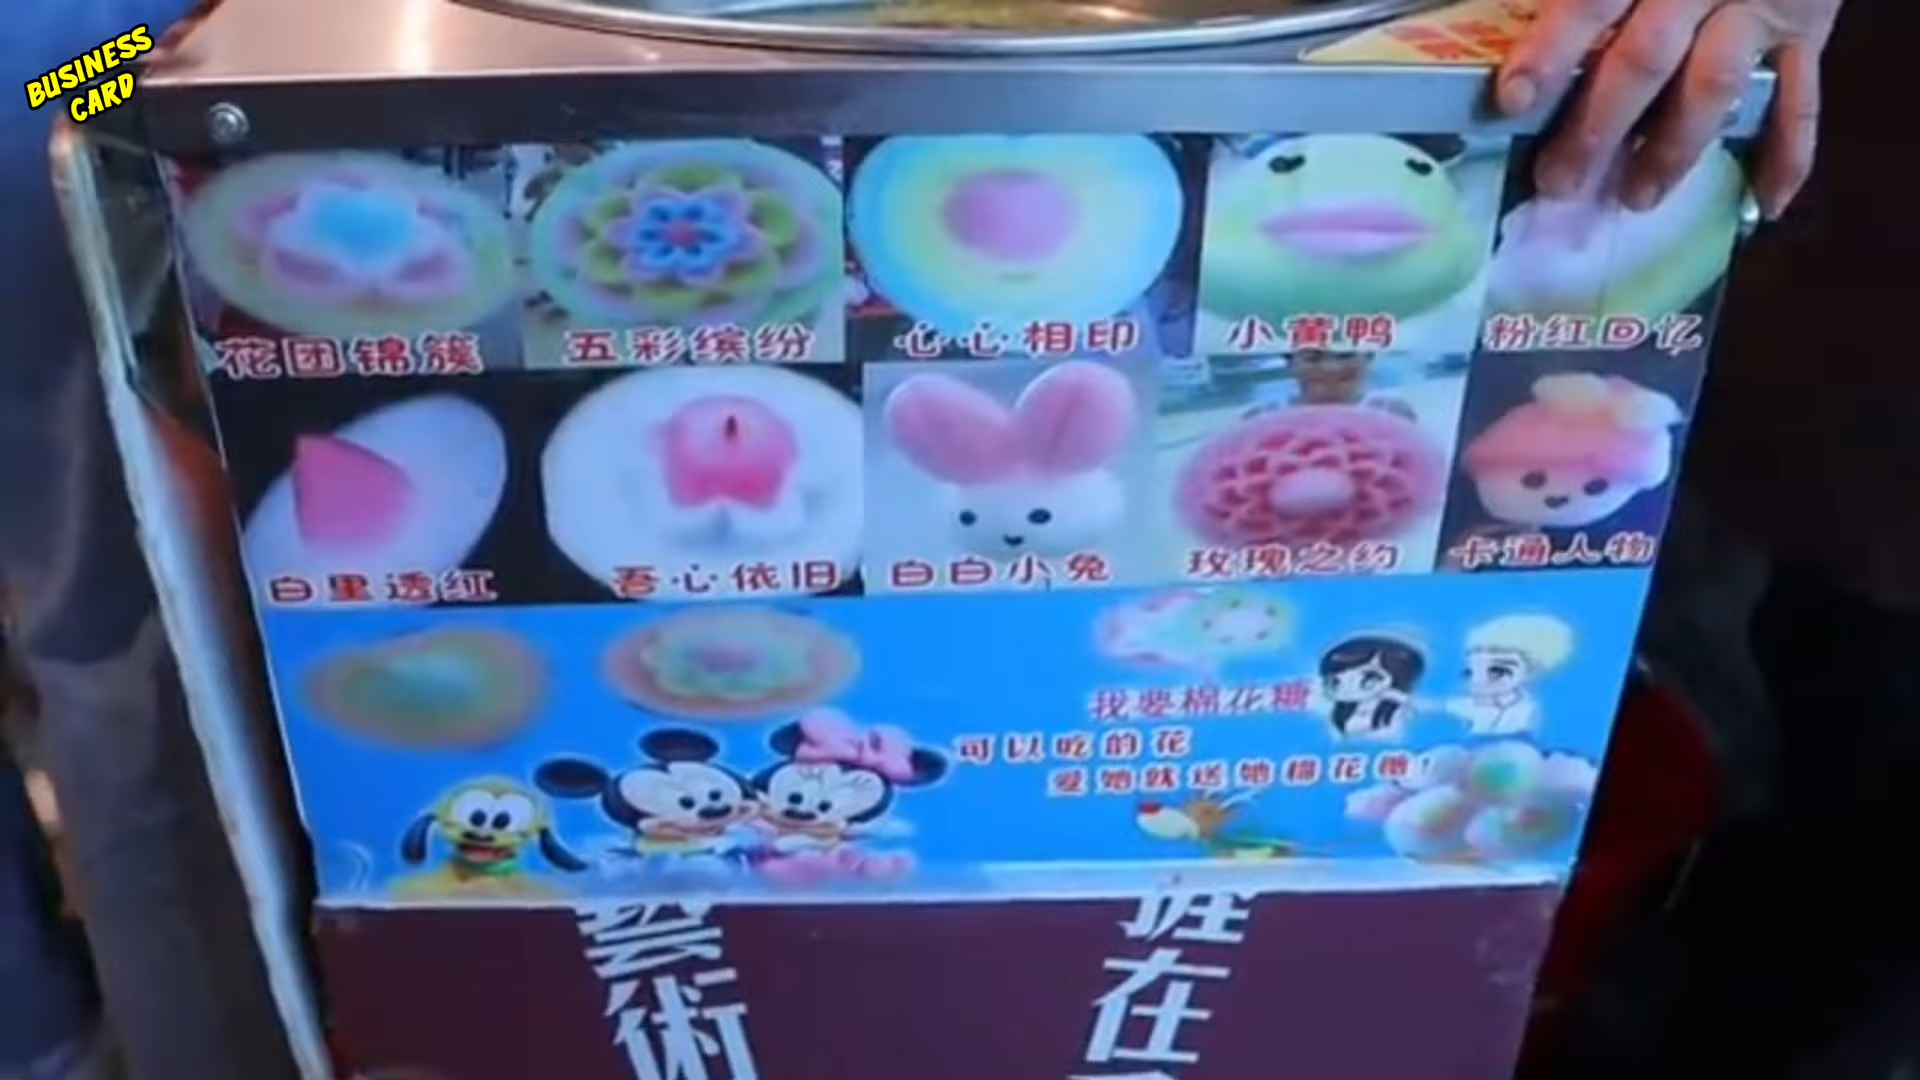 BUSINESS
CARD
花团锦簇
五彩缤纷
心心相印
小黄鸭
粉红回忆
白里透红
吾心依旧
白白小兔
玫瑰之约
卡通人物
我要棉花糖
可以吃的花
爱她就送她棉花糖!
在
術